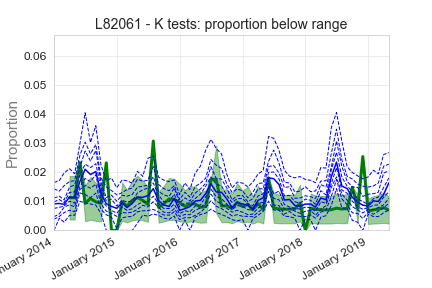 L82061 - K tests: proportion below range
Proportion
0.06
0.05
0.04
0.03
0.02
0.01
0.00
nuary 2014
January 2015
January 2016
January 2017
January 2018
January 2019